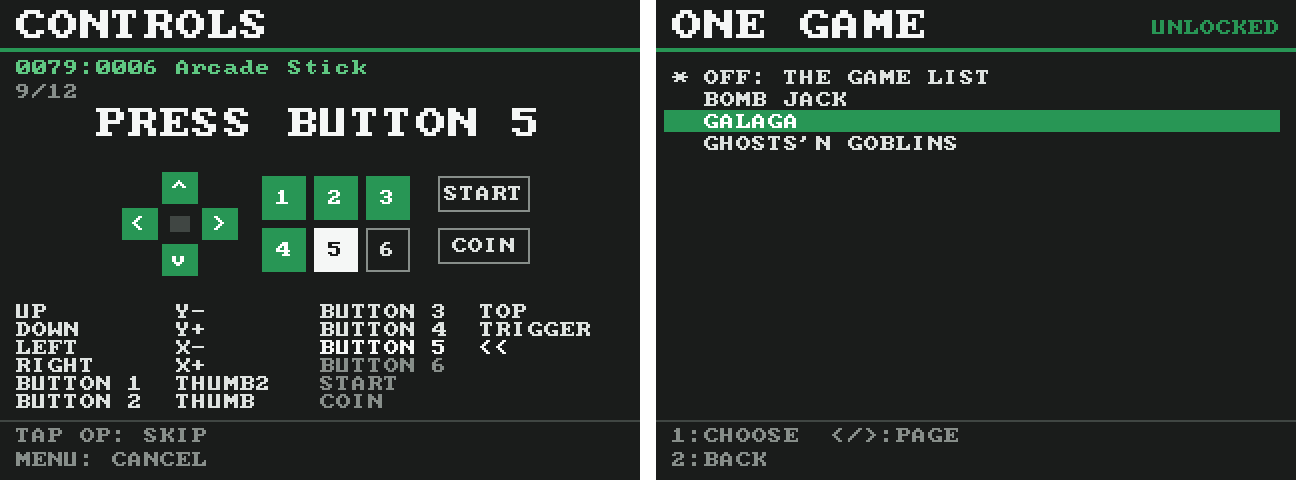 CONTROLS
0079:0006 Arcade Stick
9/12
PRESS BUTTON 5
^
1 2 3 START
< >
4 5 6 COIN
v
UP Y- BUTTON 3 TOP
DOWN Y+ BUTTON 4 TRIGGER
LEFT X- BUTTON 5 <<
RIGHT X+ BUTTON 6
BUTTON 1 THUMB2 START
BUTTON 2 THUMB COIN
TAP OP: SKIP
MENU: CANCEL
ONE GAME UNLOCKED
* OFF: THE GAME LIST
BOMB JACK
GALAGA
GHOSTS'N GOBLINS
1:CHOOSE </>:PAGE
2:BACK